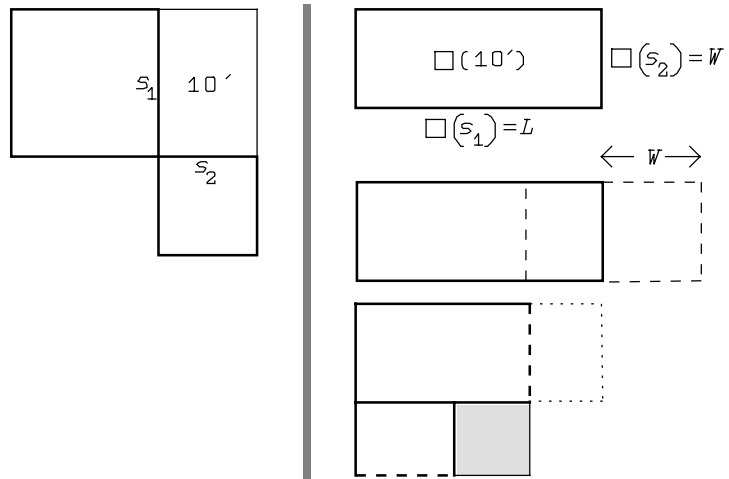 s₁ 10′
s₂
□(10′)
□(s₂)=W
□(s₁)=L
W